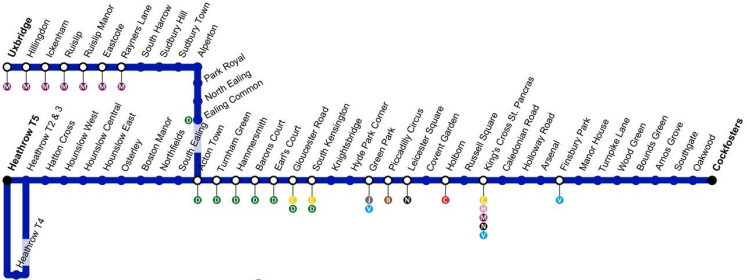 Uxbridge
Hillingdon
Ickenham
Ruislip
Ruislip Manor
Eastcote
Rayners Lane
South Harrow
Sudbury Hill
Sudbury Town
Alperton
M
M
M
M
M
M
M
Park Royal
North Ealing
Ealing Common
D
Heathrow T5
Heathrow T2 & 3
Hatton Cross
Hounslow West
Hounslow Central
Hounslow East
Osterley
Boston Manor
Northfields
South Ealing
Acton Town
Turnham Green
Hammersmith
Barons Court
Earl's Court
Gloucester Road
South Kensington
Knightsbridge
Hyde Park Corner
Green Park
Piccadilly Circus
Leicester Square
Covent Garden
Holborn
Russell Square
King's Cross St. Pancras
Caledonian Road
Holloway Road
Arsenal
Finsbury Park
Manor House
Turnpike Lane
Wood Green
Bounds Green
Arnos Grove
Southgate
Oakwood
Cockfosters
D
D
D
D
D
C
D
C
D
J
V
B
N
C
C
H
M
N
V
V
Heathrow T4